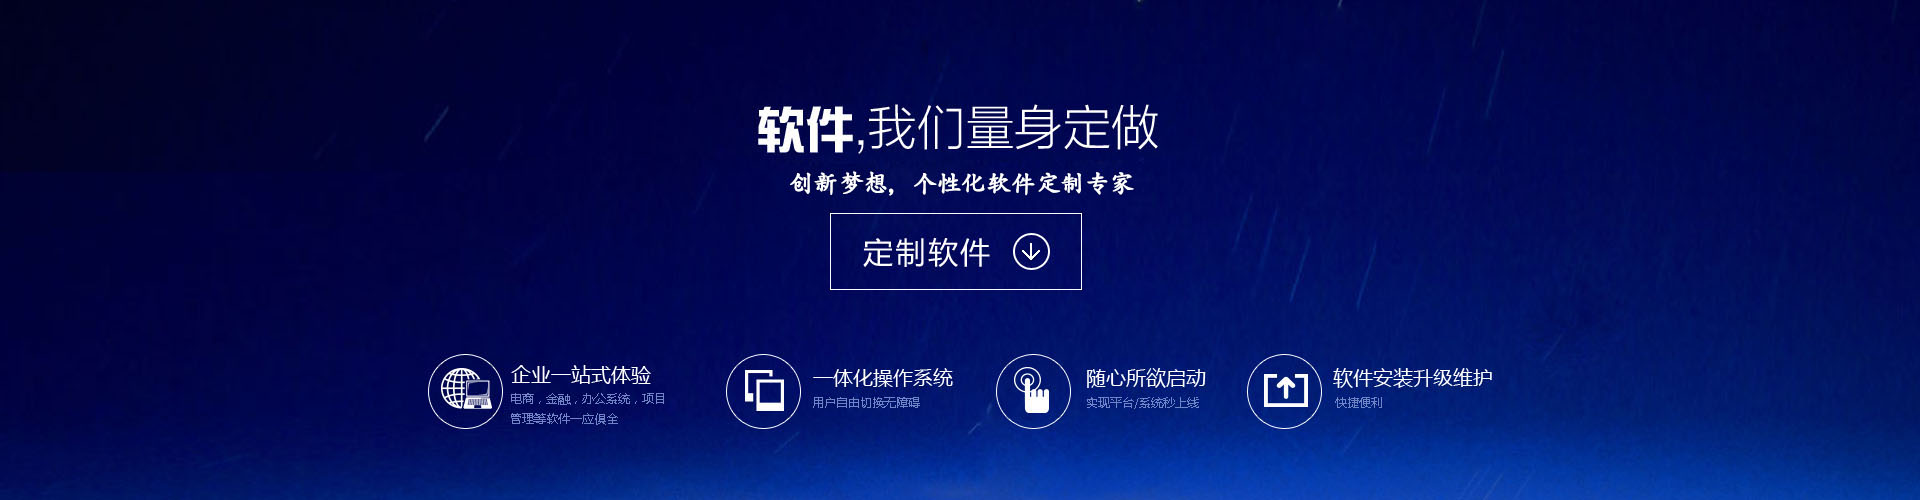 软件,我们量身定做
创新梦想，个性化软件定制专家
定制软件
企业一站式体验
电商，金融，办公系统，项目
管理等软件一应俱全
一体化操作系统
用户自由切换无障碍
随心所欲启动
实现平台/系统秒上线
软件安装升级维护
快捷便利